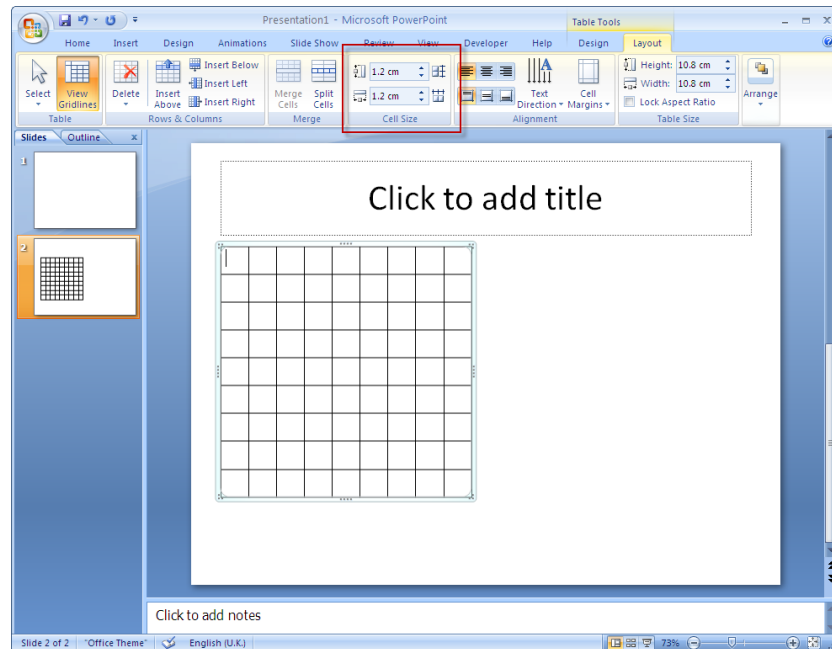 Presentation1 - Microsoft PowerPoint
Table Tools
Home Insert Design Animations Slide Show Review View Developer Help Design Layout
Select
View Gridlines
Table
Delete
Insert Above
Insert Below
Insert Left
Insert Right
Rows & Columns
Merge Cells
Split Cells
Merge
1.2 cm
1.2 cm
Cell Size
Text Direction
Cell Margins
Alignment
Height: 10.8 cm
Width: 10.8 cm
Lock Aspect Ratio
Table Size
Arrange
Slides Outline x
1
2
Click to add title
Click to add notes
Slide 2 of 2 "Office Theme" English (U.K.) 73%